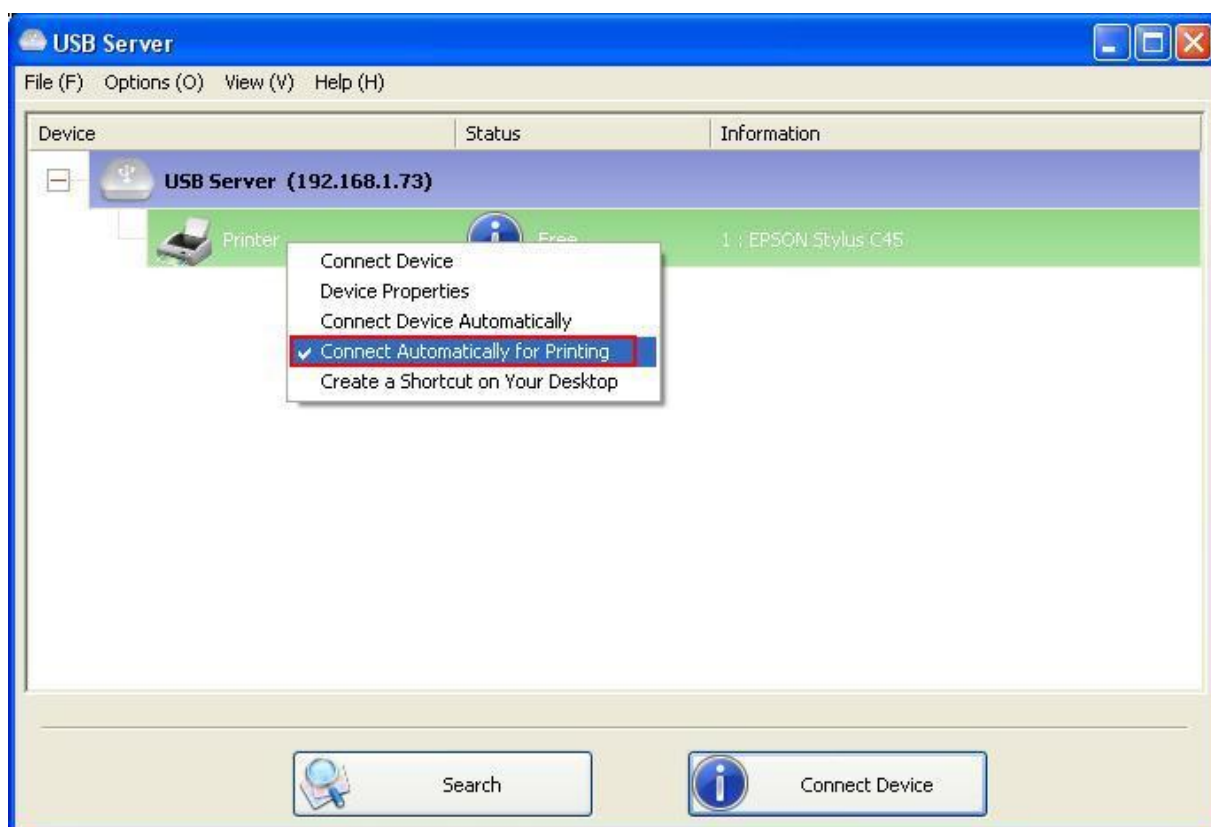 USB Server
File (F) Options (O) View (V) Help (H)
Device Status Information
USB Server (192.168.1.73)
Printer Free 1 : EPSON Stylus C45
Connect Device
Device Properties
Connect Device Automatically
Connect Automatically for Printing
Create a Shortcut on Your Desktop
Search Connect Device